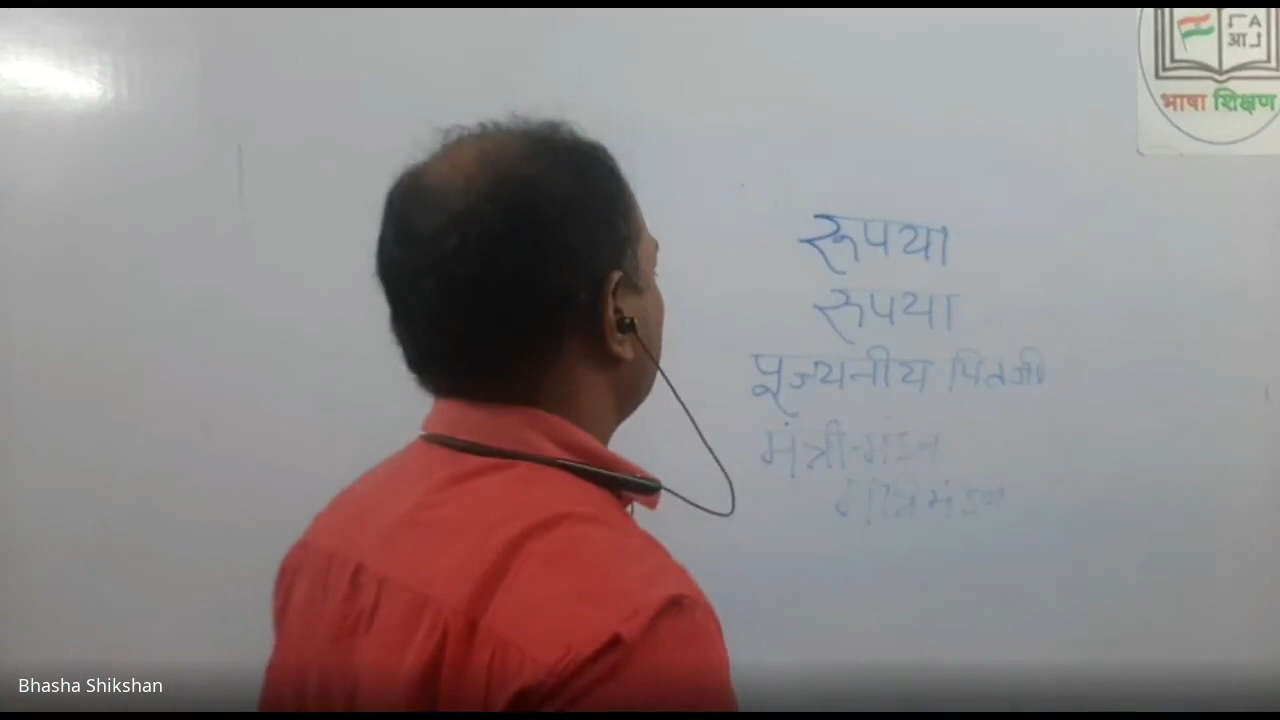 आ
A
भाषा शिक्षण
रूपया
रुपया
पूज्यनीय पिताजी
मंत्री-मंडल
मंत्रिमंडल
Bhasha Shikshan